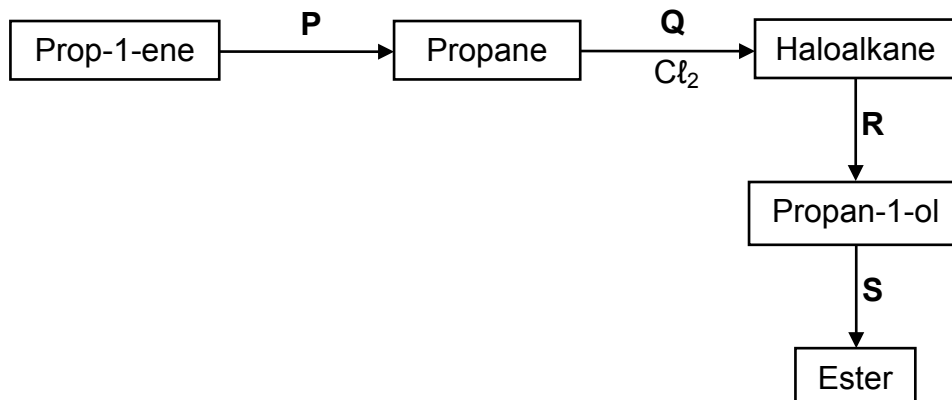 P
Q
Prop-1-ene
Propane
Haloalkane
Cℓ₂
R
Propan-1-ol
S
Ester